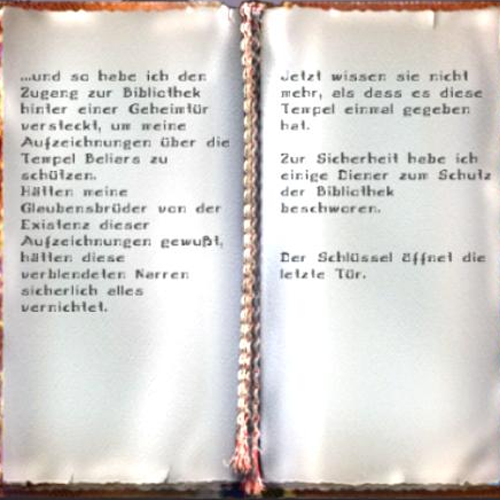 ...und so habe ich den
Zugang zur Bibliothek
hinter einer Geheimtür
versteckt, um meine
Aufzeichnungen über die
Tempel Beliars zu
schützen.
Hätten meine
Glaubensbrüder von der
Existenz dieser
Aufzeichnungen gewußt,
hätten diese
verblendeten Narren
sicherlich alles
vernichtet.
Jetzt wissen sie nicht
mehr, als dass es diese
Tempel einmal gegeben
hat.
Zur Sicherheit habe ich
einige Diener zum Schutz
der Bibliothek
beschworen.
Der Schlüssel öffnet die
letzte Tür.